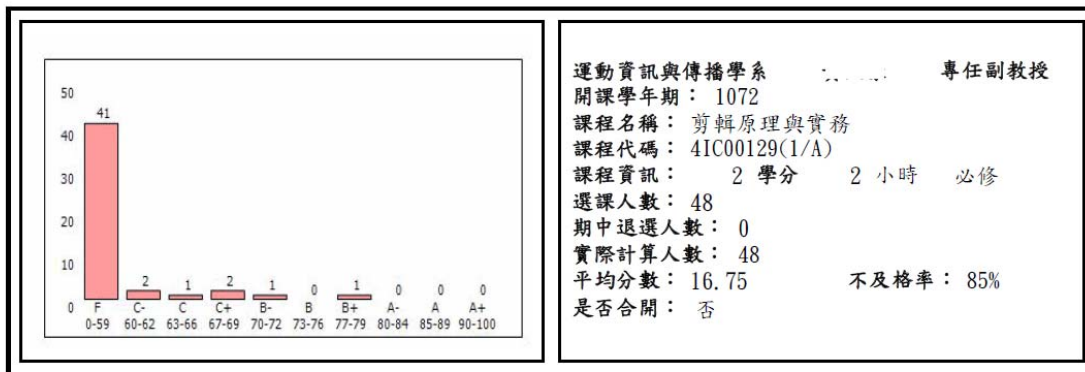 50
40
30
20
10
0
41 2 1 2 1 0 1 0 0 0
F C- C C+ B- B B+ A- A A+
0-59 60-62 63-66 67-69 70-72 73-76 77-79 80-84 85-89 90-100
運動資訊與傳播學系 專任副教授
開課學年期： 1072
課程名稱： 剪輯原理與實務
課程代碼： 4IC00129(1/A)
課程資訊： 2 學分 2 小時 必修
選課人數： 48
期中退選人數： 0
實際計算人數： 48
平均分數： 16.75 不及格率： 85%
是否合開： 否